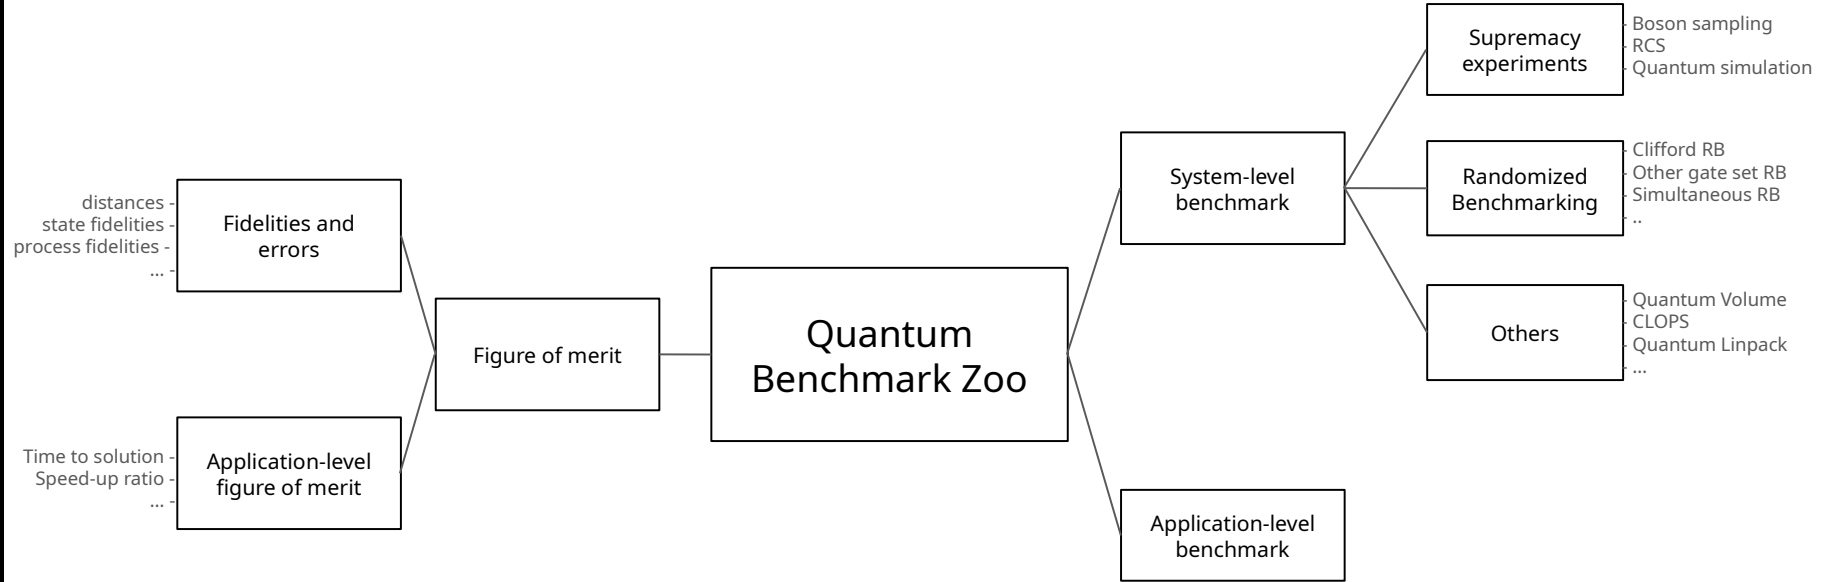 distances -
state fidelities -
process fidelities -
... -
Fidelities and
errors
Time to solution -
Speed-up ratio -
... -
Application-level
figure of merit
Figure of merit
Quantum
Benchmark Zoo
System-level
benchmark
Supremacy
experiments
- Boson sampling
- RCS
- Quantum simulation
Randomized
Benchmarking
- Clifford RB
- Other gate set RB
- Simultaneous RB
- ..
Others
- Quantum Volume
- CLOPS
- Quantum Linpack
- ...
Application-level
benchmark